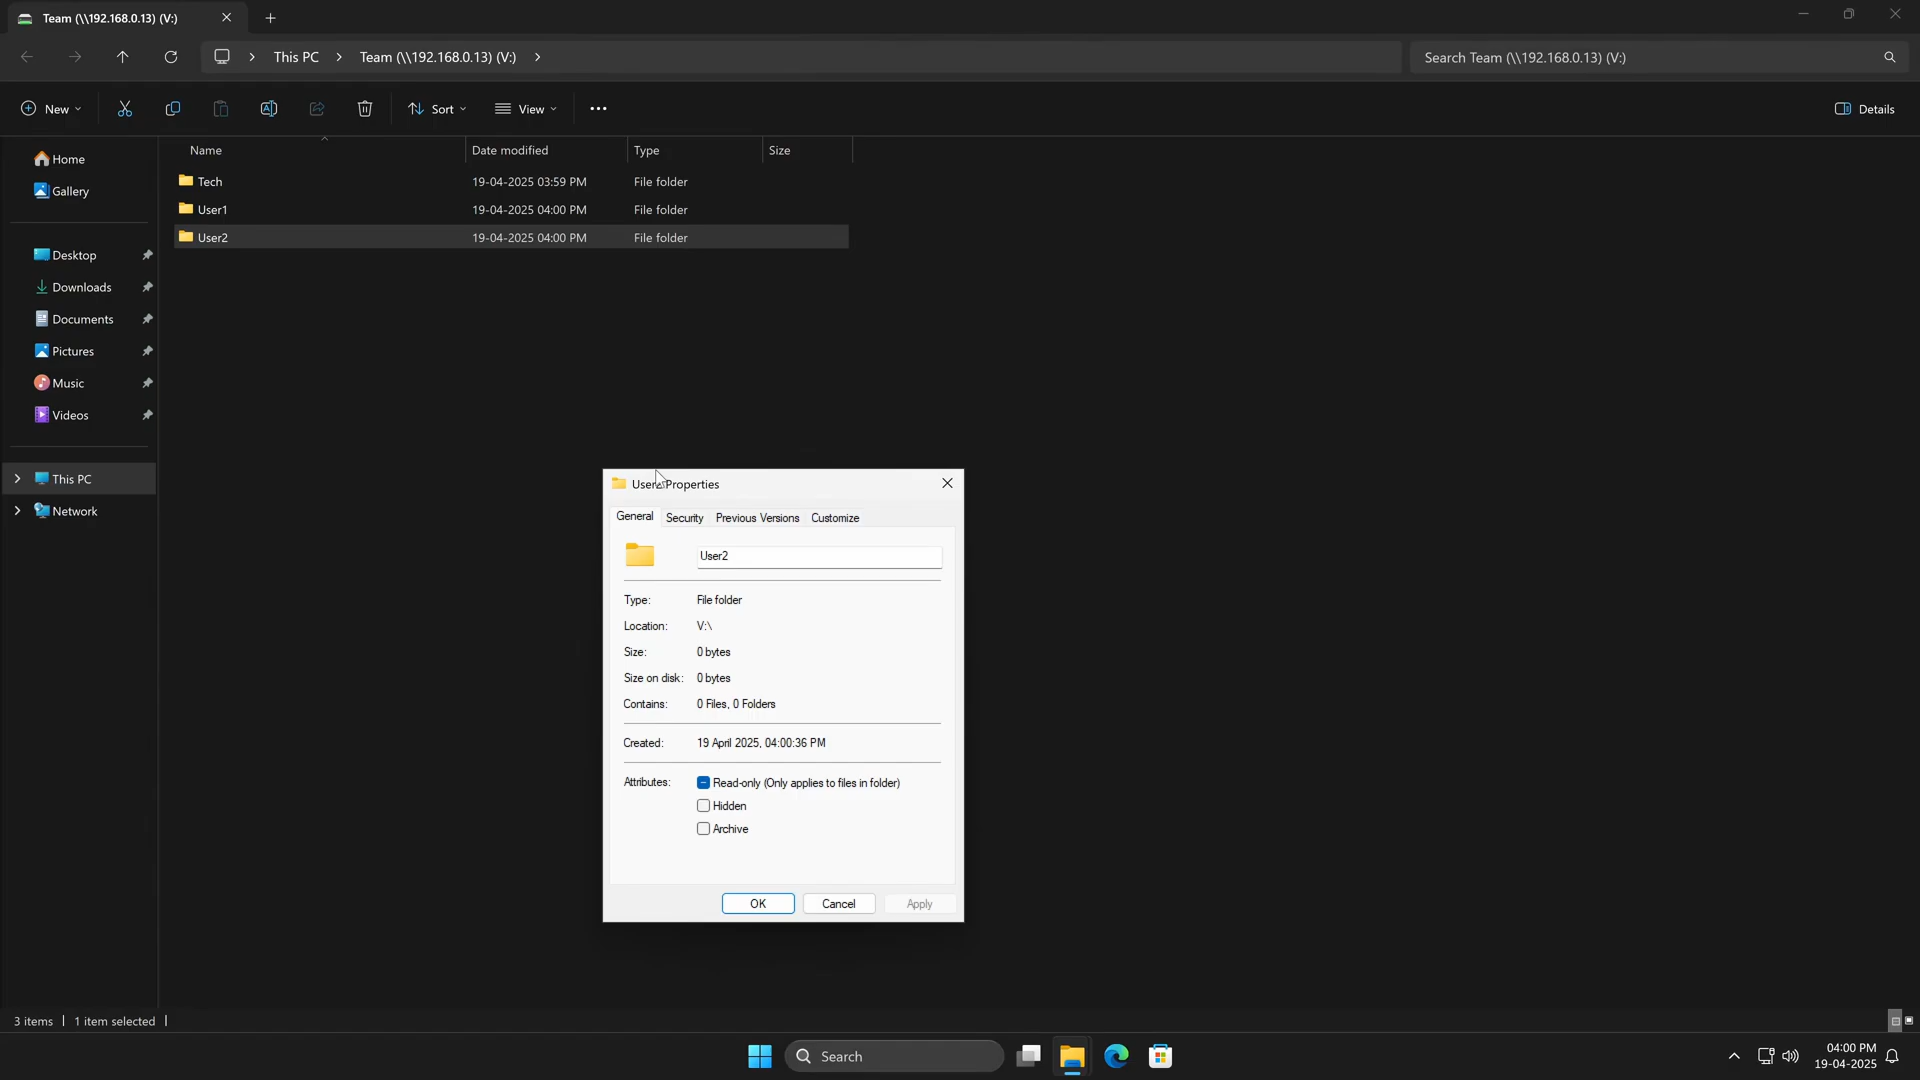 Team (\\192.168.0.13) (V:)
This PC > Team (\\192.168.0.13) (V:) >
Search Team (\\192.168.0.13) (V:)
New
Sort
View
Details
Name Date modified Type Size
Tech 19-04-2025 03:59 PM File folder
User1 19-04-2025 04:00 PM File folder
User2 19-04-2025 04:00 PM File folder
Home
Gallery
Desktop
Downloads
Documents
Pictures
Music
Videos
This PC
Network
Properties
General Security Previous Versions Customize
User2
Type: File folder
Location: V:\
Size: 0 bytes
Size on disk: 0 bytes
Contains: 0 Files, 0 Folders
Created: 19 April 2025, 04:00:36 PM
Attributes: Read-only (Only applies to files in folder)
Hidden
Archive
OK Cancel Apply
3 items | 1 item selected |
Search
04:00 PM
19-04-2025